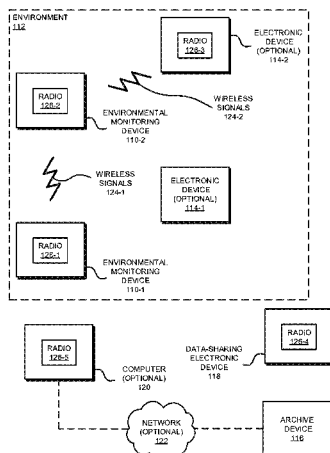 ENVIRONMENT
112
RADIO
126-3
ELECTRONIC
DEVICE
(OPTIONAL)
114-2
RADIO
126-2
WIRELESS
SIGNALS
124-2
ENVIRONMENTAL
MONITORING
DEVICE
110-2
WIRELESS
SIGNALS
124-1
ELECTRONIC
DEVICE
(OPTIONAL)
114-1
RADIO
126-1
ENVIRONMENTAL
MONITORING
DEVICE
110-1
RADIO
126-5
COMPUTER
(OPTIONAL)
120
RADIO
126-4
DATA-SHARING
ELECTRONIC
DEVICE
118
NETWORK
(OPTIONAL)
122
ARCHIVE
DEVICE
116